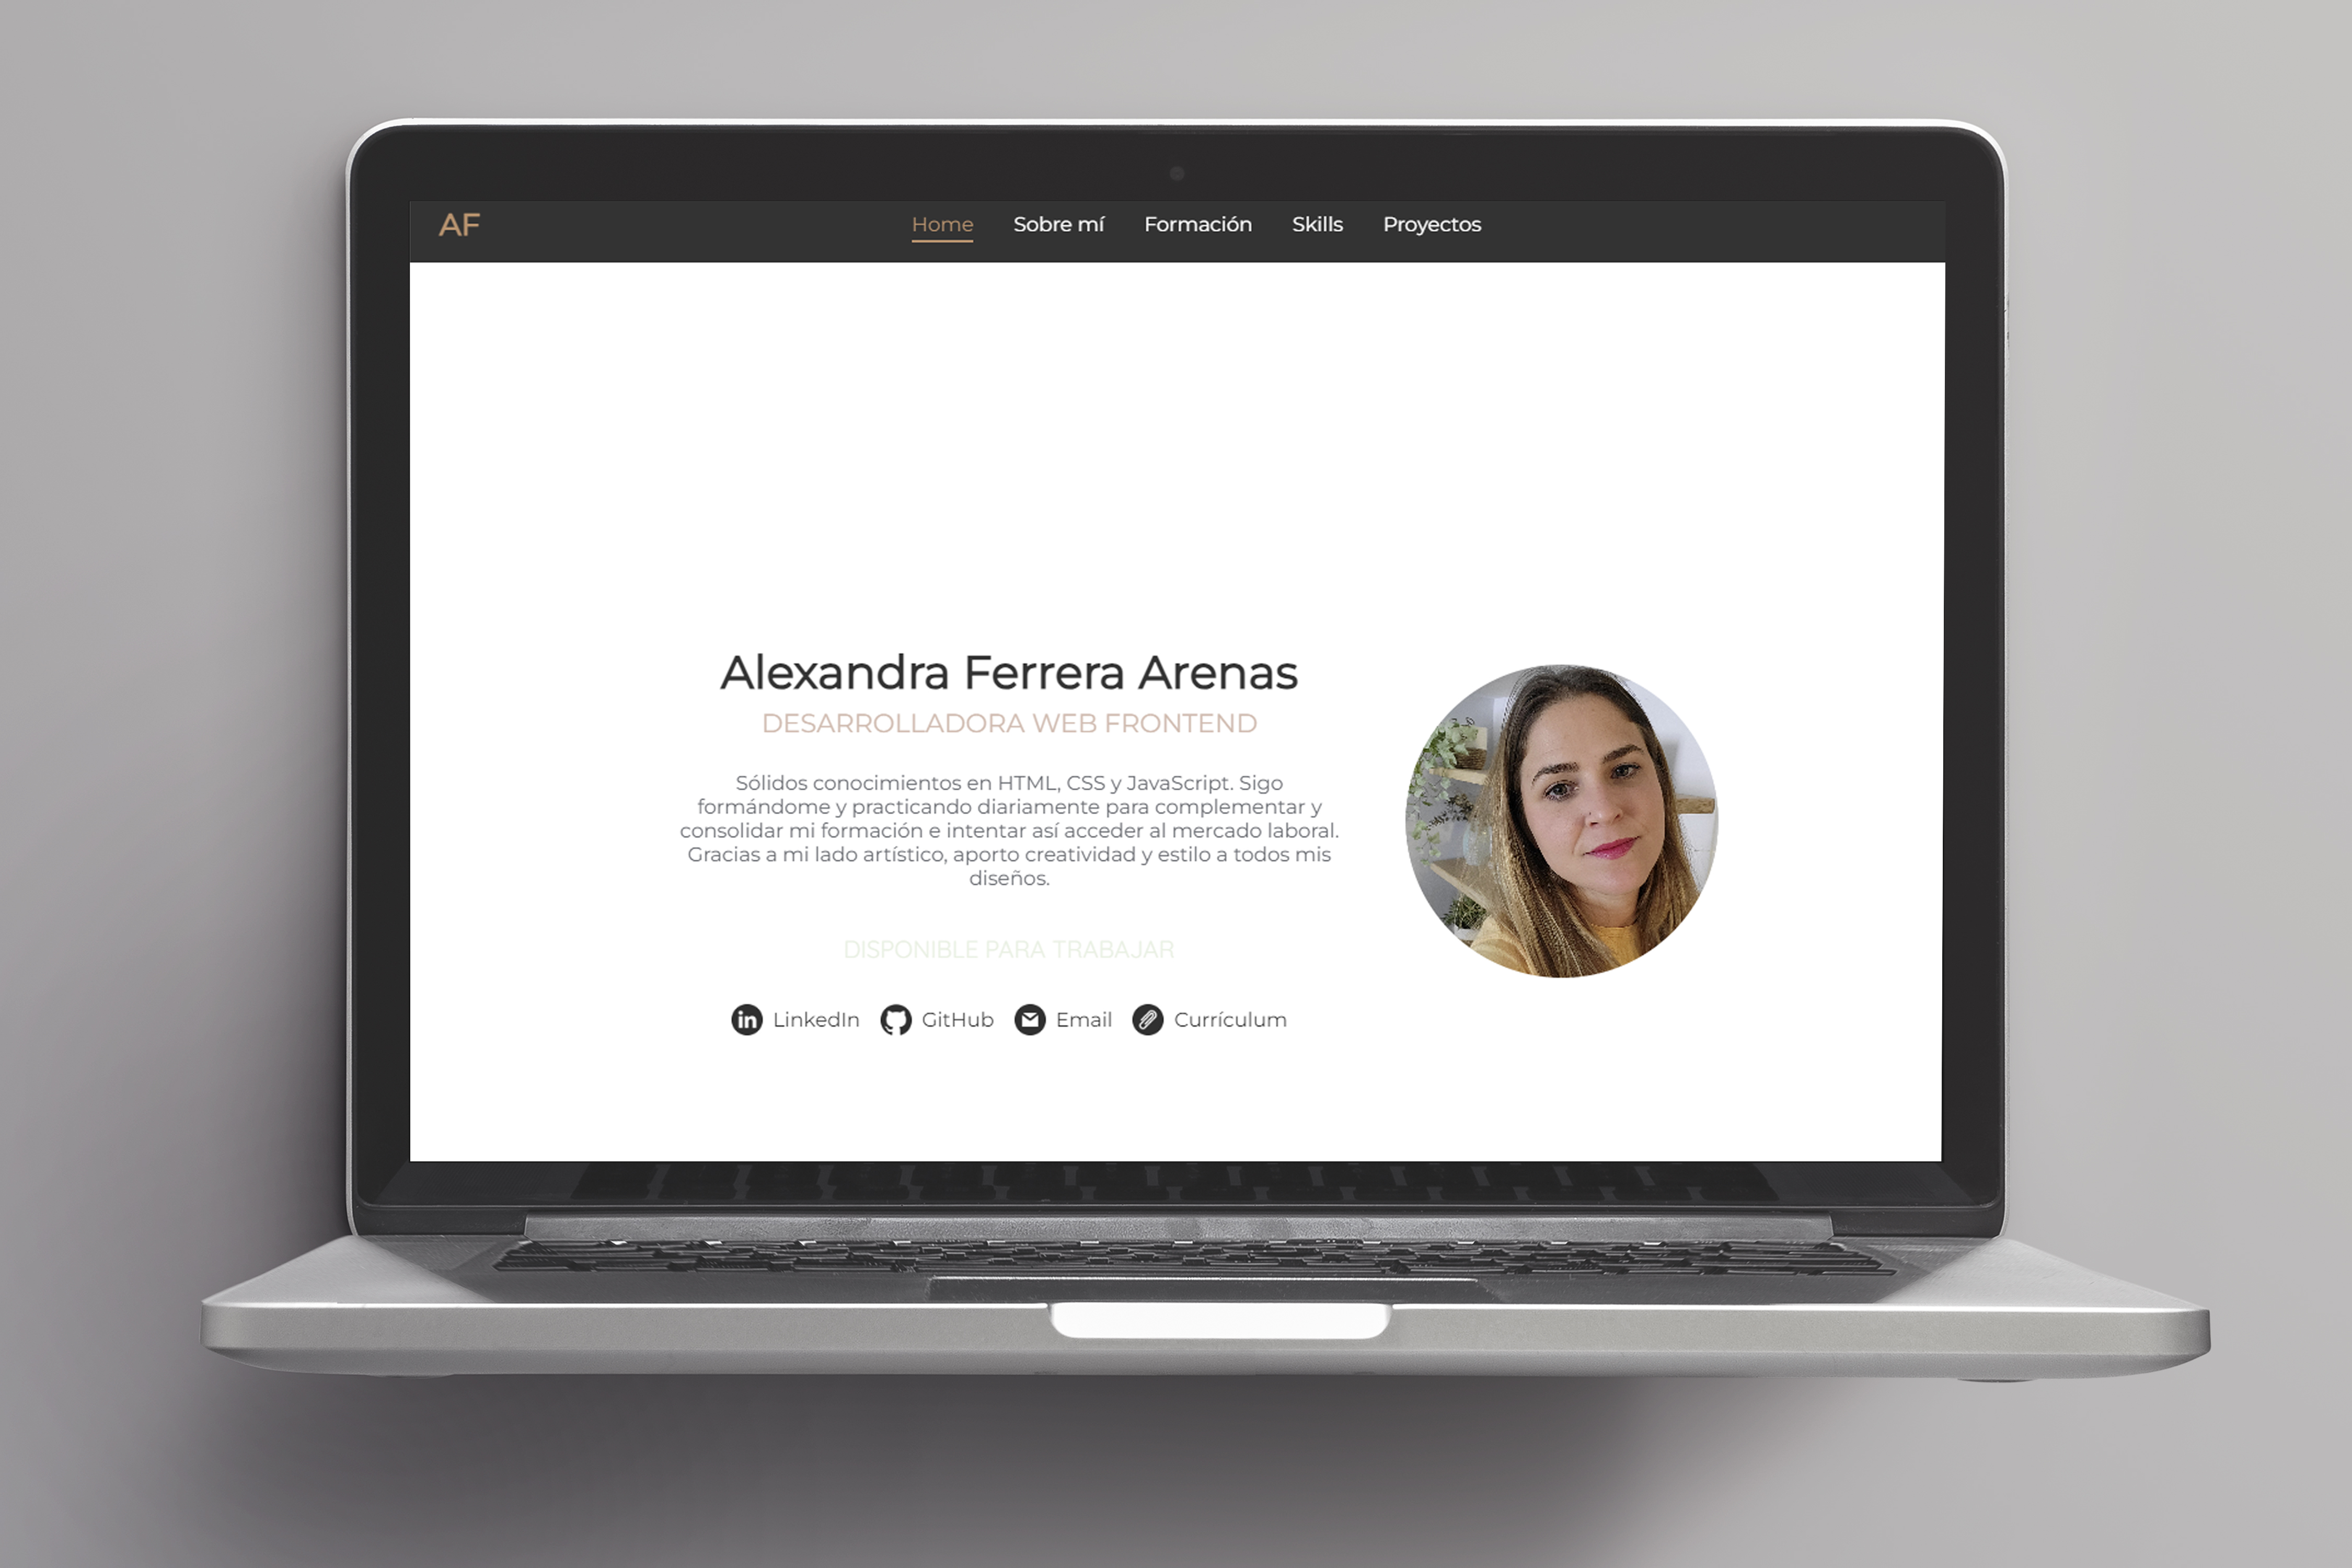 AF
Home Sobre mí Formación Skills Proyectos
Alexandra Ferrera Arenas
DESARROLLADORA WEB FRONTEND
Sólidos conocimientos en HTML, CSS y JavaScript. Sigo
formándome y practicando diariamente para complementar y
consolidar mi formación e intentar así acceder al mercado laboral.
Gracias a mi lado artístico, aporto creatividad y estilo a todos mis
diseños.
DISPONIBLE PARA TRABAJAR
in LinkedIn GitHub Email Currículum